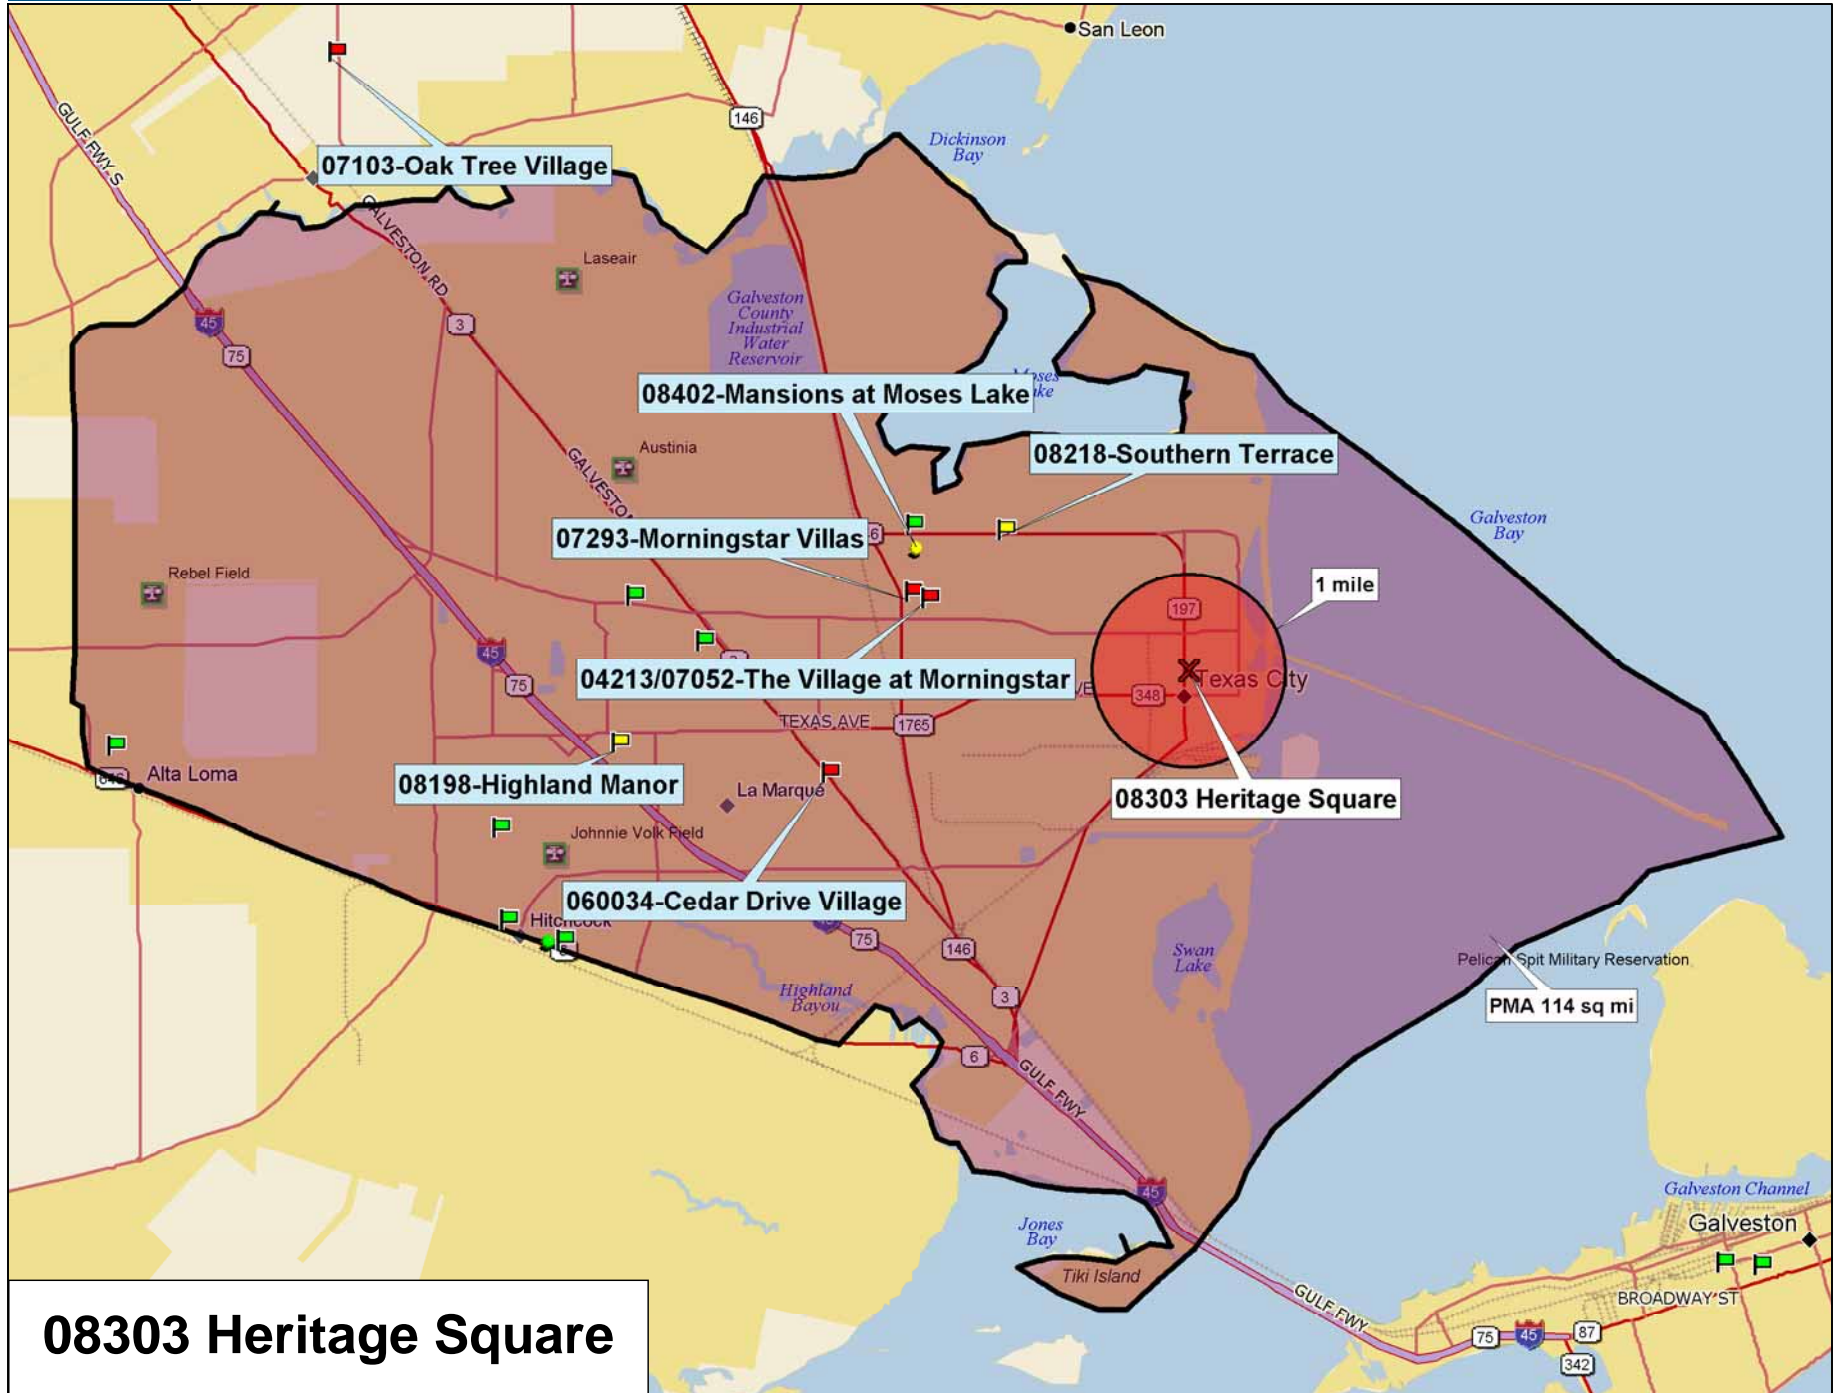 San Leon
GULF FWY S
146
Dickinson
Bay
07103-Oak Tree Village
GALVESTON RD
Laseair
Galveston
County
Industrial
Water
Reservoir
45
3
75
08402-Mansions at Moses Lake
Austinia
08218-Southern Terrace
Galveston
Bay
07293-Morningstar Villas
Rebel Field
1 mile
197
45
75
04213/07052-The Village at Morningstar
Texas City
348
TEXAS AVE
1765
Alta Loma
08198-Highland Manor
La Marque
08303 Heritage Square
Johnnie Volk Field
060034-Cedar Drive Village
Hitchcock
75
146
Swan
Lake
Pelican Spit Military Reservation
Highland
Bayou
3
PMA 114 sq mi
6
GULF FWY
45
Galveston Channel
Jones
Bay
Galveston
Tiki Island
GULF FWY
BROADWAY ST
75
45
87
342
08303 Heritage Square